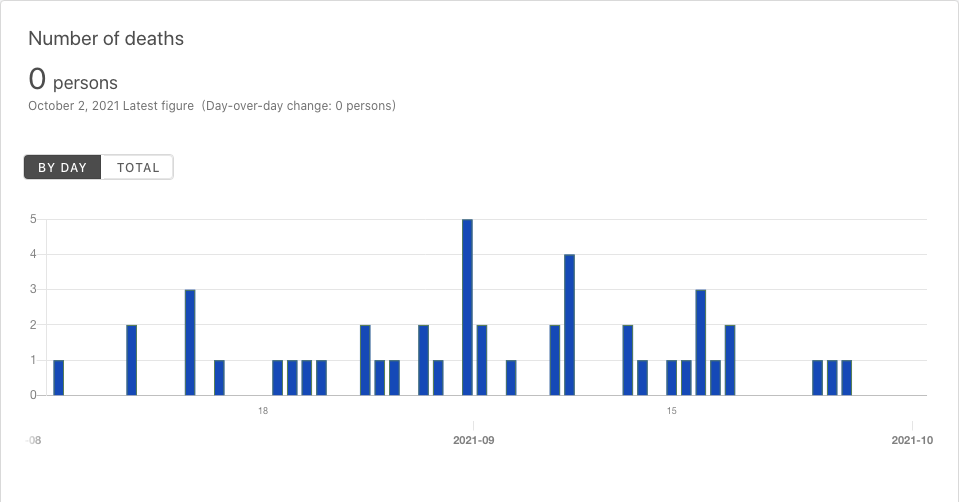 Number of deaths
0 persons
October 2, 2021 Latest figure (Day-over-day change: 0 persons)
BY DAY TOTAL
5
4
3
2
1
0
18 15
-08 2021-09 2021-10